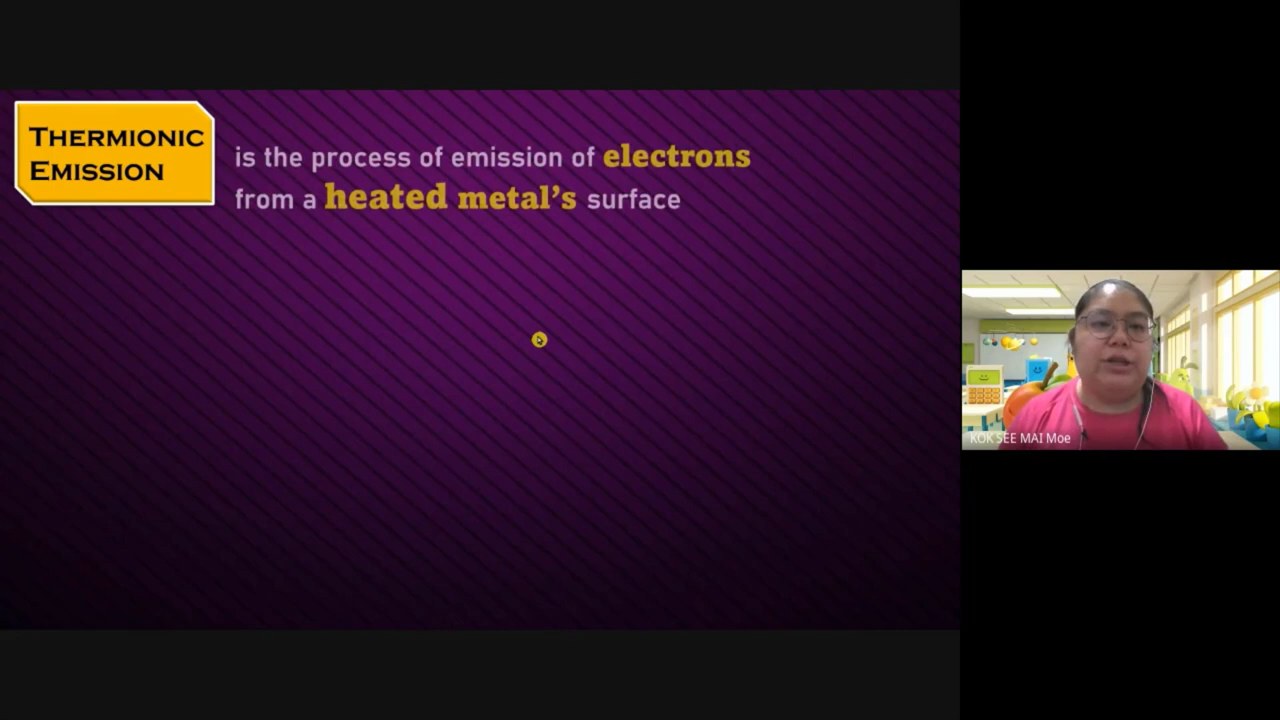 THERMIONIC
EMISSION
is the process of emission of electrons
from a heated metal's surface
KOK SEE MAI Moe